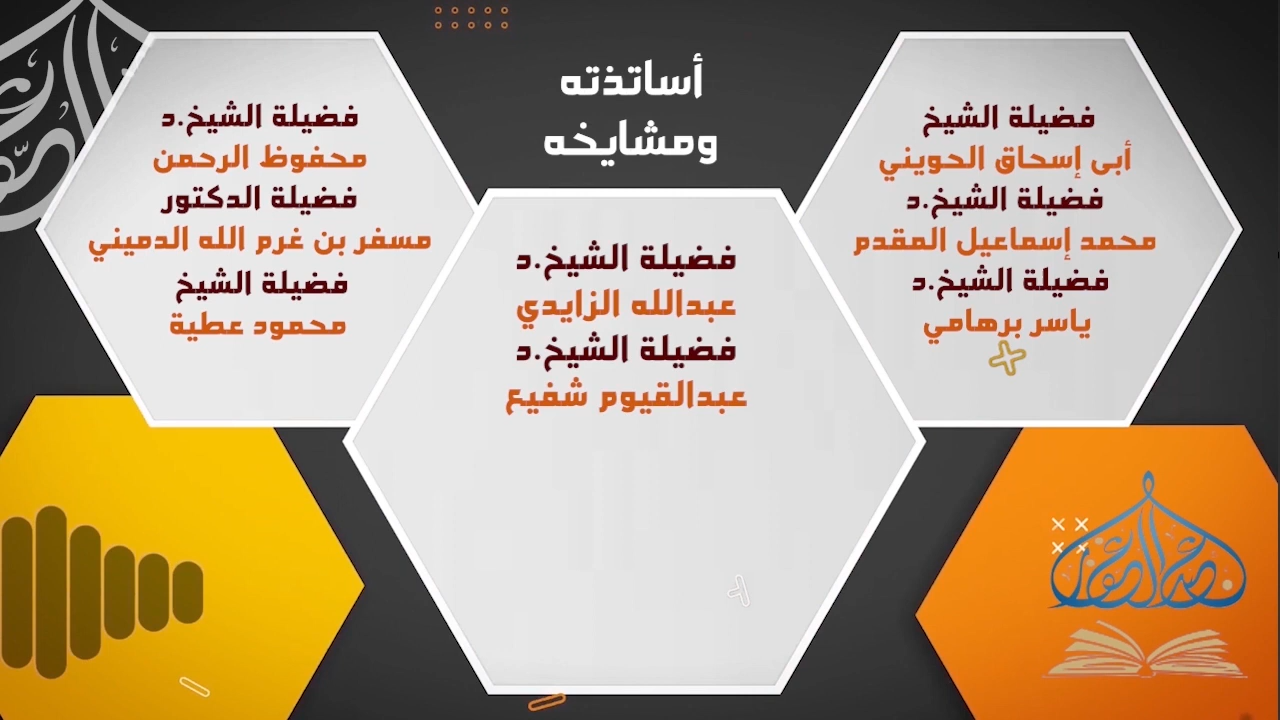 أساتذته
ومشايخه
فضيلة الشيخ
أبى إسحاق الحويني
فضيلة الشيخ.د
محمد إسماعيل المقدم
فضيلة الشيخ.د
ياسر برهامي
فضيلة الشيخ.د
عبدالله الزايدي
فضيلة الشيخ.د
عبدالقيوم شفيع
فضيلة الشيخ.د
محفوظ الرحمن
فضيلة الدكتور
مسفر بن غرم الله الدميني
فضيلة الشيخ
محمود عطية